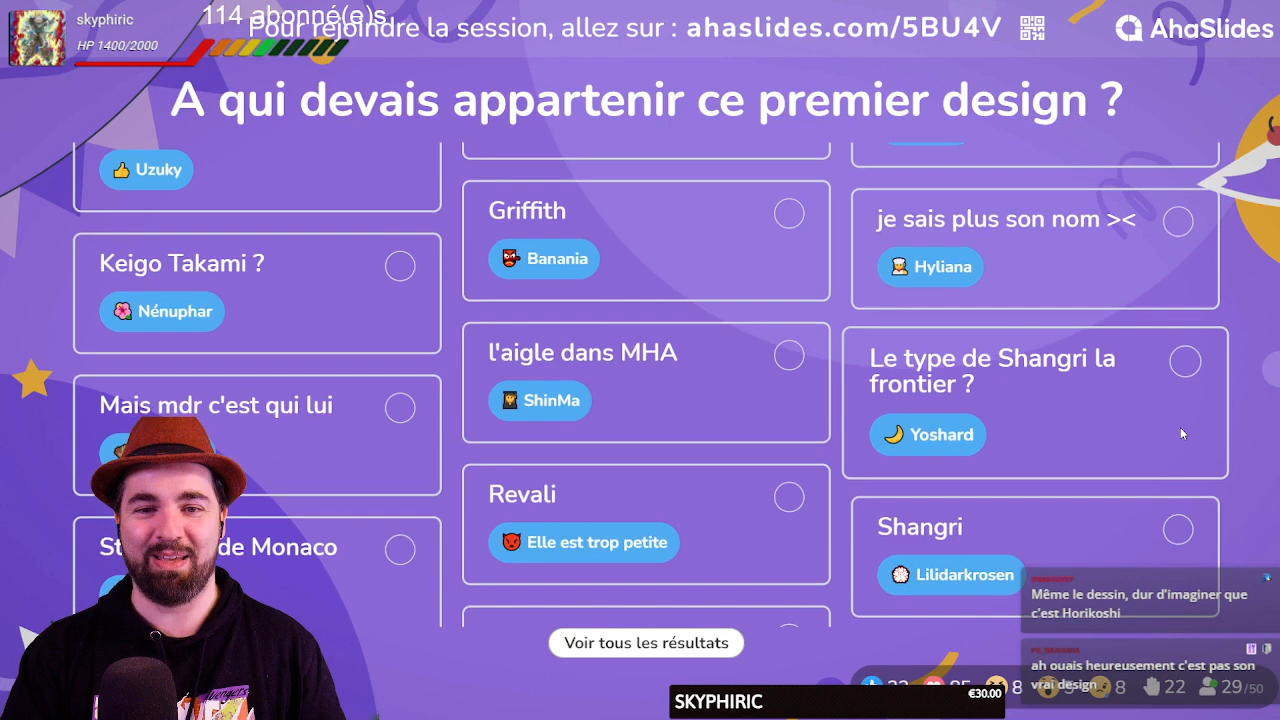 skyphiric
HP 1400/2000
114 abonné(e)s
Pour rejoindre la session, allez sur : ahaslides.com/5BU4V
AhaSlides
A qui devais appartenir ce premier design ?
👍 Uzuky
Keigo Takami ?
🌺 Nénuphar
Mais mdr c'est qui lui
de Monaco
Griffith
👺 Banania
l'aigle dans MHA
ShinMa
Revali
👿 Elle est trop petite
je sais plus son nom ><
Hyliana
Le type de Shangri la
frontier ?
🌙 Yoshard
Shangri
Lilidarkrosen
Voir tous les résultats
Même le dessin, dur d'imaginer que
c'est Horikoshi
ah ouais heureusement c'est pas son
vrai design
8
8
22
29/50
SKYPHIRIC
€30.00